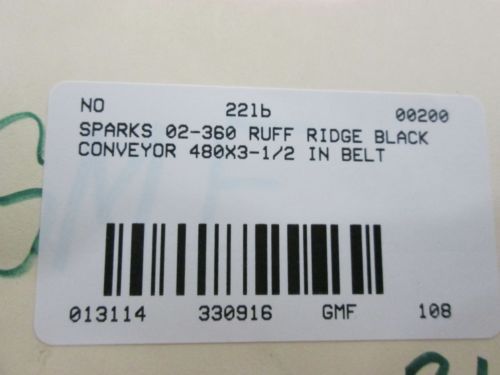 NO 221b 00200
SPARKS 02-360 RUFF RIDGE BLACK
CONVEYOR 480X3-1/2 IN BELT
013114 330916 GMF 108